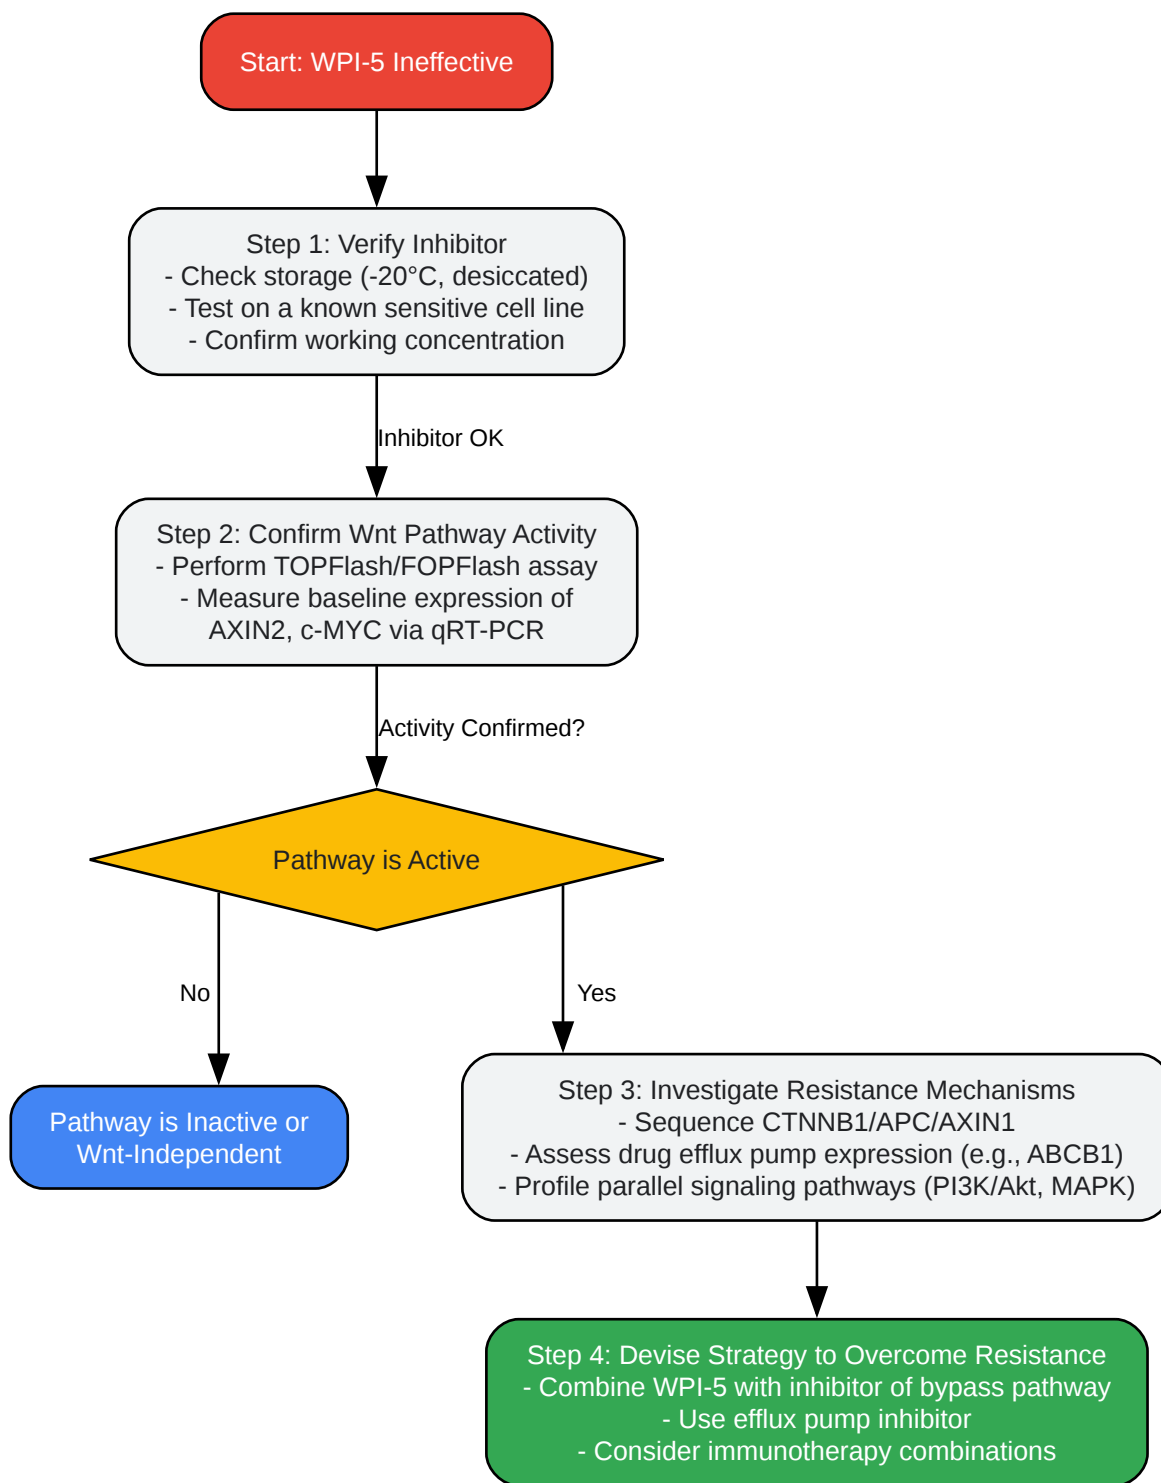 Start: WPI-5 Ineffective
Step 1: Verify Inhibitor
- Check storage (-20°C, desiccated)
- Test on a known sensitive cell line
- Confirm working concentration
Inhibitor OK
Step 2: Confirm Wnt Pathway Activity
- Perform TOPFlash/FOPFlash assay
- Measure baseline expression of
AXIN2, c-MYC via qRT-PCR
Activity Confirmed?
Pathway is Active
No
Yes
Pathway is Inactive or
Wnt-Independent
Step 3: Investigate Resistance Mechanisms
- Sequence CTNNB1/APC/AXIN1
- Assess drug efflux pump expression (e.g., ABCB1)
- Profile parallel signaling pathways (PI3K/Akt, MAPK)
Step 4: Devise Strategy to Overcome Resistance
- Combine WPI-5 with inhibitor of bypass pathway
- Use efflux pump inhibitor
- Consider immunotherapy combinations